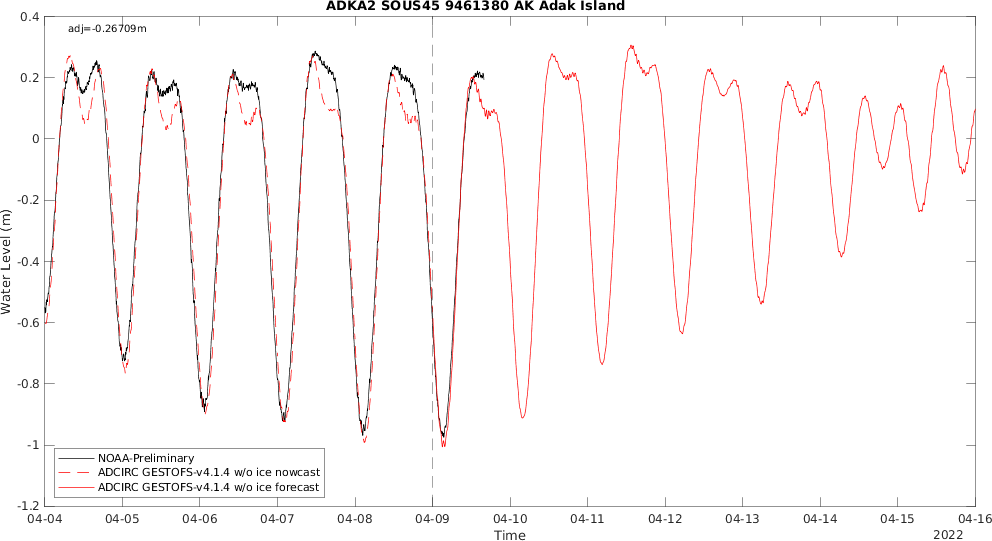 ADKA2 SOUS45 9461380 AK Adak Island
adj=-0.26709m
0.4
0.2
0
-0.2
-0.4
-0.6
-0.8
-1
-1.2
Water Level (m)
NOAA-Preliminary
ADCIRC GESTOFS-v4.1.4 w/o ice nowcast
ADCIRC GESTOFS-v4.1.4 w/o ice forecast
04-04 04-05 04-06 04-07 04-08 04-09 04-10 04-11 04-12 04-13 04-14 04-15 04-16
Time
2022